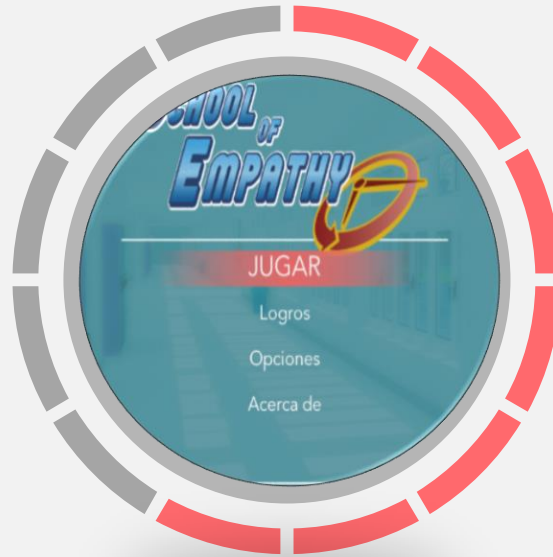 SCHOOL
OF
EMPATHY
JUGAR
Logros
Opciones
Acerca de